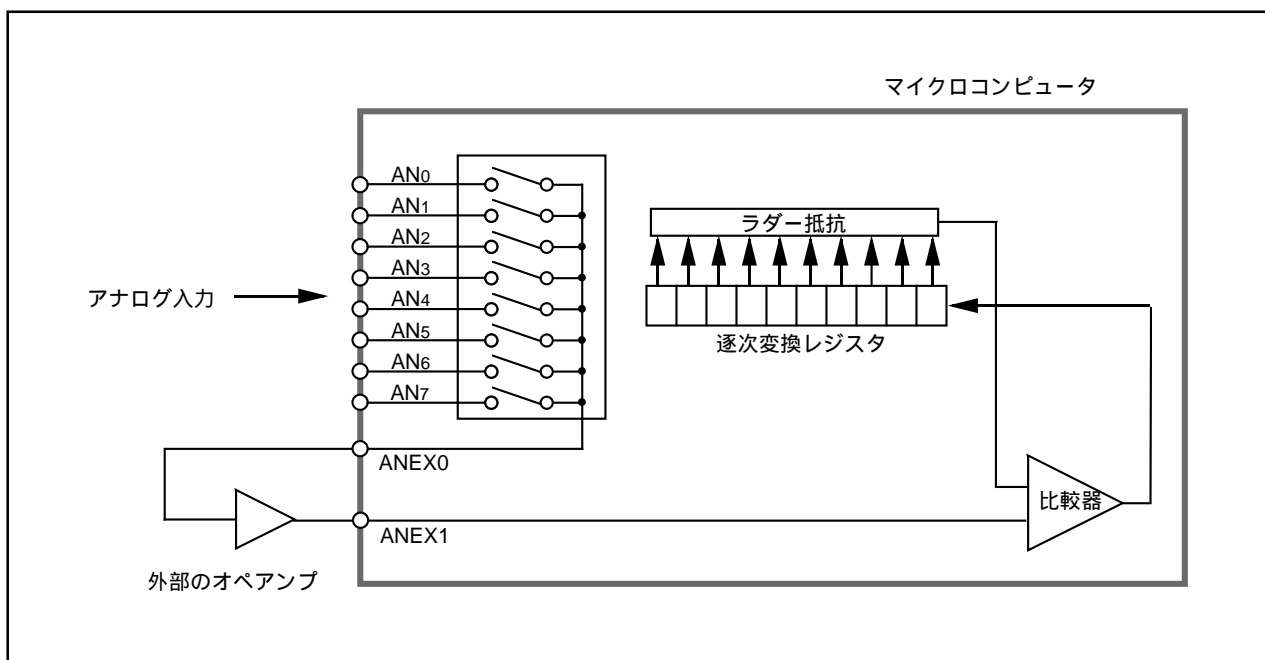 マイクロコンピュータ
AN0
AN1
AN2
AN3
AN4
AN5
AN6
AN7
アナログ入力
ラダー抵抗
逐次変換レジスタ
ANEX0
ANEX1
比較器
外部のオペアンプ